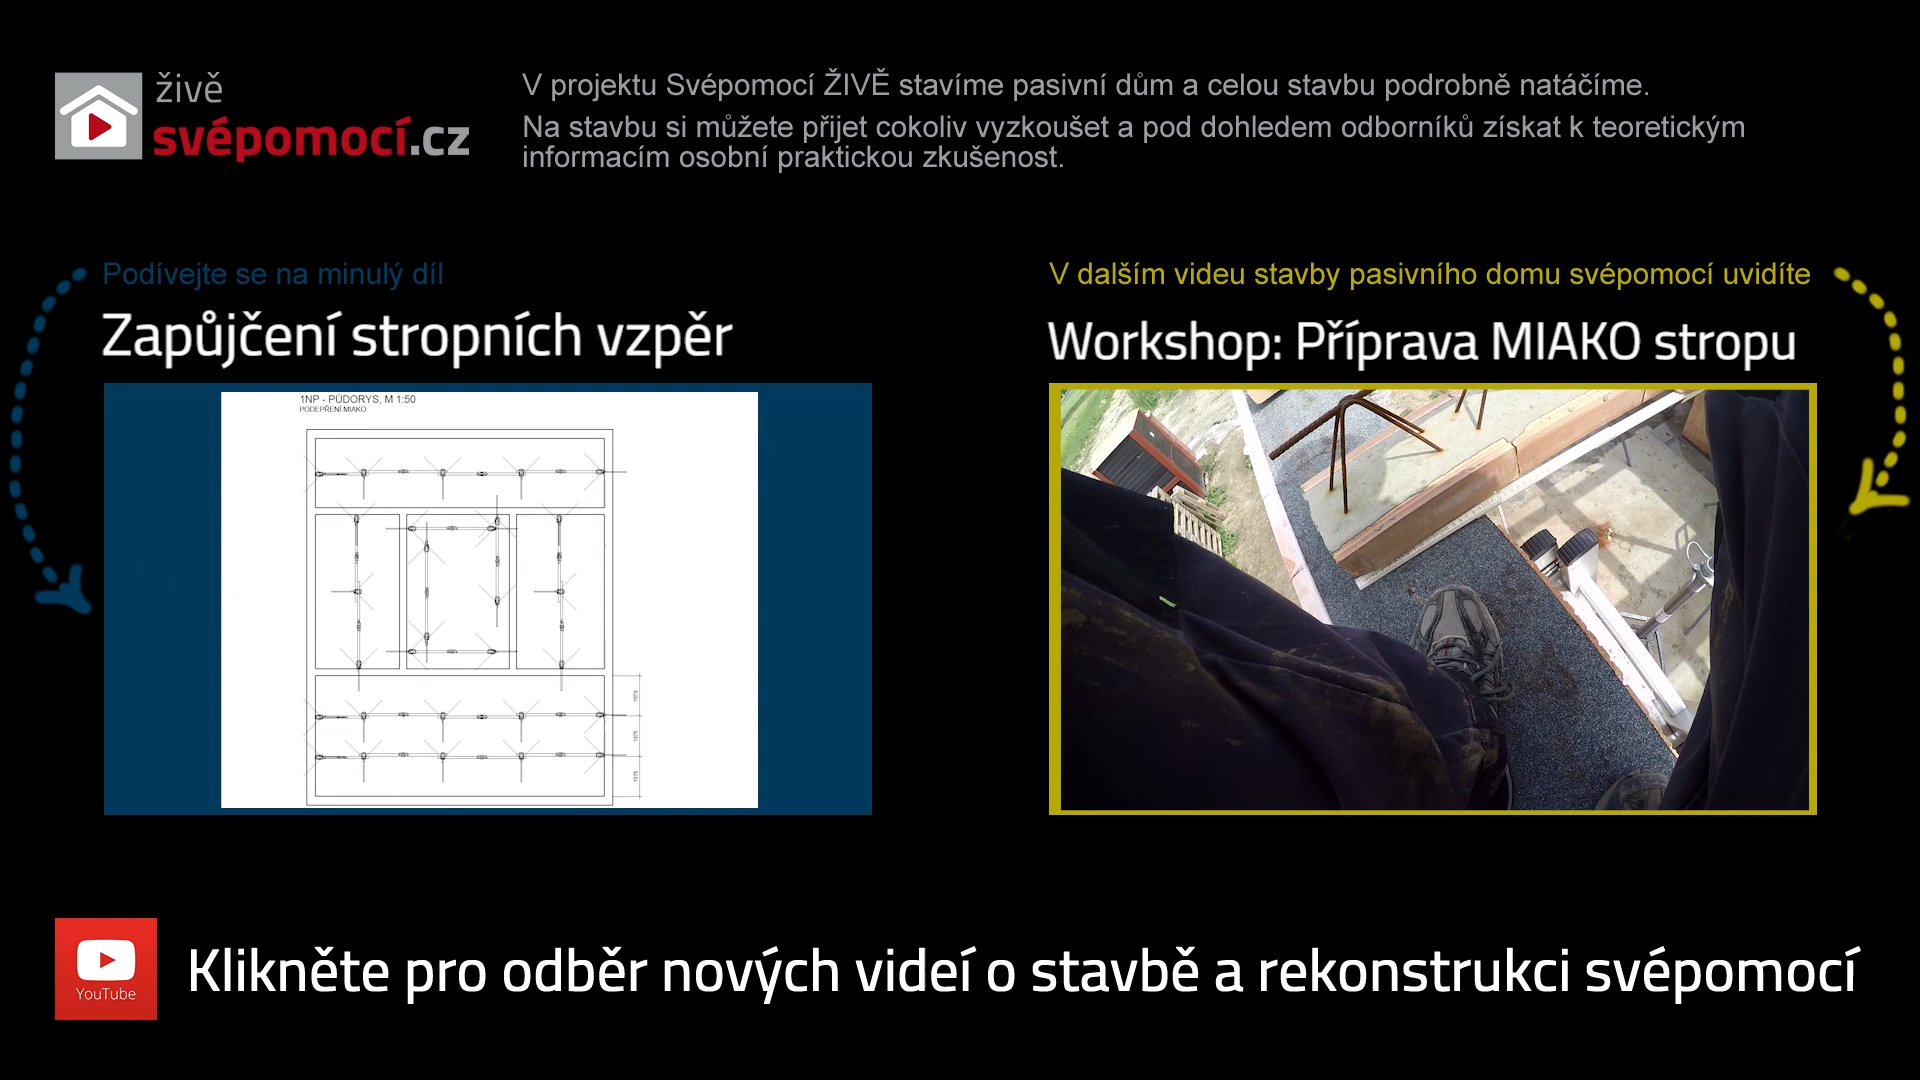 živě
svépomocí.cz
V projektu Svépomocí ŽIVĚ stavíme pasivní dům a celou stavbu podrobně natáčíme.
Na stavbu si můžete přijet cokoliv vyzkoušet a pod dohledem odborníků získat k teoretickým
informacím osobní praktickou zkušenost.
Podívejte se na minulý díl
Zapůjčení stropních vzpěr
1NP - PŮDORYS, M 1:50
PODEPŘENÍ MIAKO
1375
1375
1375
V dalším videu stavby pasivního domu svépomocí uvidíte
Workshop: Příprava MIAKO stropu
YouTube
Klikněte pro odběr nových videí o stavbě a rekonstrukci svépomocí